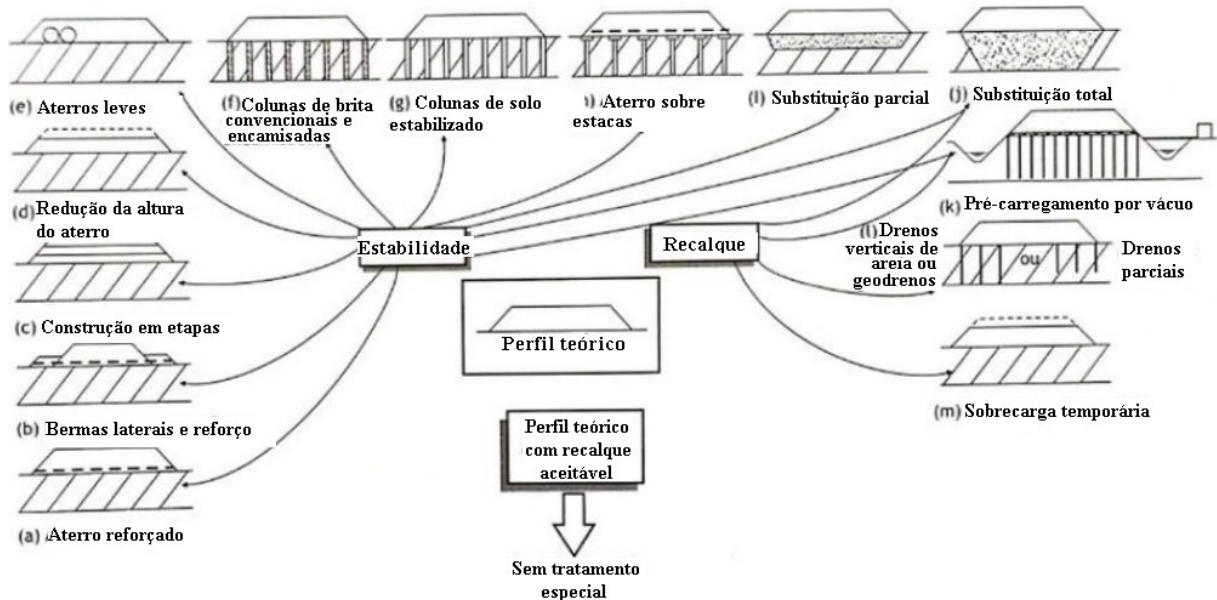 (e) Aterros leves
(f) Colunas de brita
convencionais e
encamisadas
(g) Colunas de solo
estabilizado
Aterro sobre
estacas
(l) Substituição parcial
(j) Substituição total
(d) Redução da altura
do aterro
(k) Pré-carregamento por vácuo
Estabilidade
Recalque
(l) Drenos
verticais de
areia ou
geodrenos
ou
Drenos
parciais
(c) Construção em etapas
Perfil teórico
(b) Bermas laterais e reforço
(m) Sobrecarga temporária
Perfil teórico
com recalque
aceitável
(a) Aterro reforçado
Sem tratamento
especial